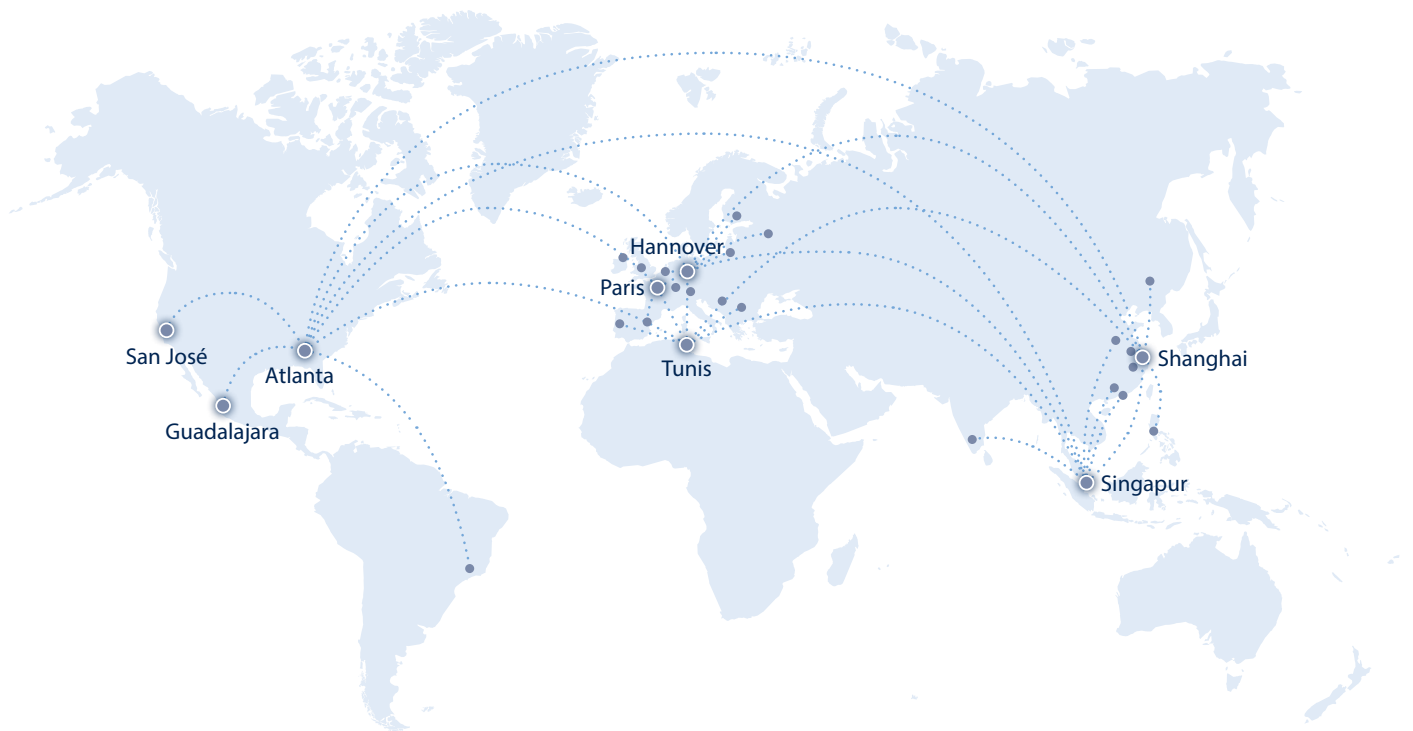 Hannover
Paris
San José
Atlanta
Tunis
Shanghai
Guadalajara
Singapur